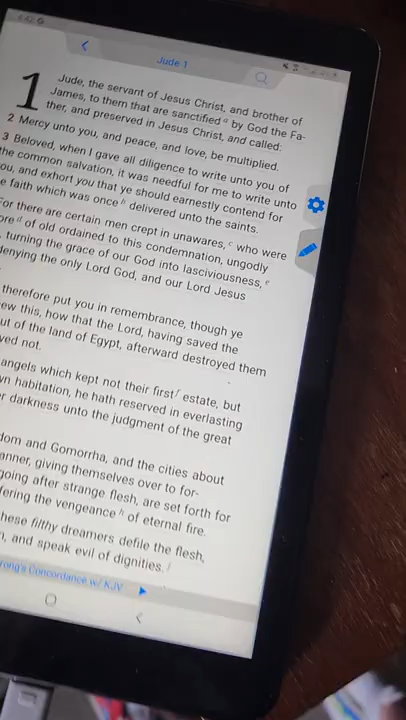 6:42 G
Jude 1
1 Jude, the servant of Jesus Christ, and brother of
James, to them that are sanctified a by God the Fa-
ther, and preserved in Jesus Christ, and called:
2 Mercy unto you, and peace, and love, be multiplied.
3 Beloved, when I gave all diligence to write unto you of
the common salvation, it was needful for me to write unto
ou, and exhort you that ye should earnestly contend for
e faith which was once b delivered unto the saints.
For there are certain men crept in unawares, c who were
ore d of old ordained to this condemnation, ungodly
, turning the grace of our God into lasciviousness, e
denying the only Lord God, and our Lord Jesus
.
therefore put you in remembrance, though ye
ew this, how that the Lord, having saved the
ut of the land of Egypt, afterward destroyed them
ved not.
angels which kept not their first f estate, but
wn habitation, he hath reserved in everlasting
r darkness unto the judgment of the great
dom and Gomorrha, and the cities about
anner, giving themselves over to for-
going after strange flesh, are set forth for
fering the vengeance h of eternal fire.
hese filthy dreamers defile the flesh,
n, and speak evil of dignities. i
rong's Concordance w/ KJV